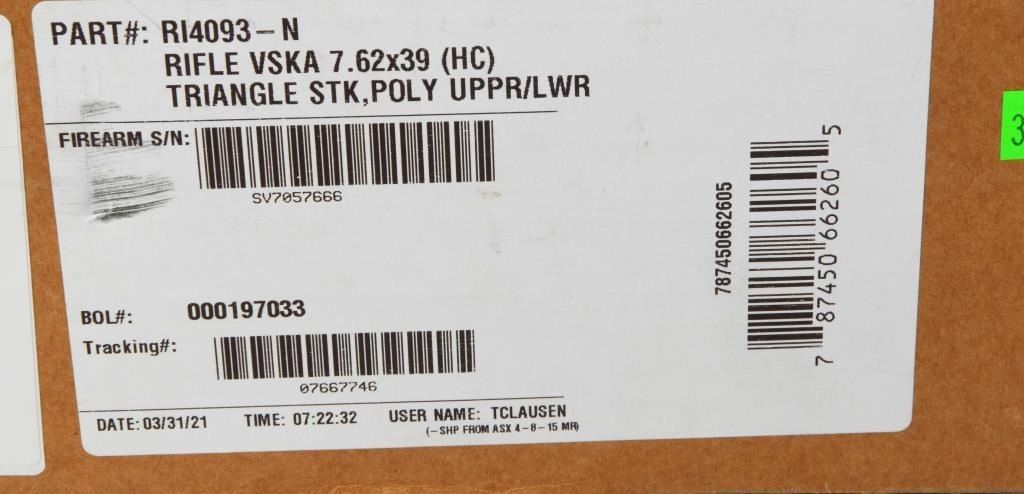 PART#: RI4093-N
RIFLE VSKA 7.62x39 (HC)
TRIANGLE STK,POLY UPPR/LWR
FIREARM S/N:
SV7057666
BOL#: 000197033
Tracking#:
07667746
DATE: 03/31/21 TIME: 07:22:32 USER NAME: TCLAUSEN
(-SHP FROM ASX 4-8-15 MR)
787450662605
7 87450 66260 5
3